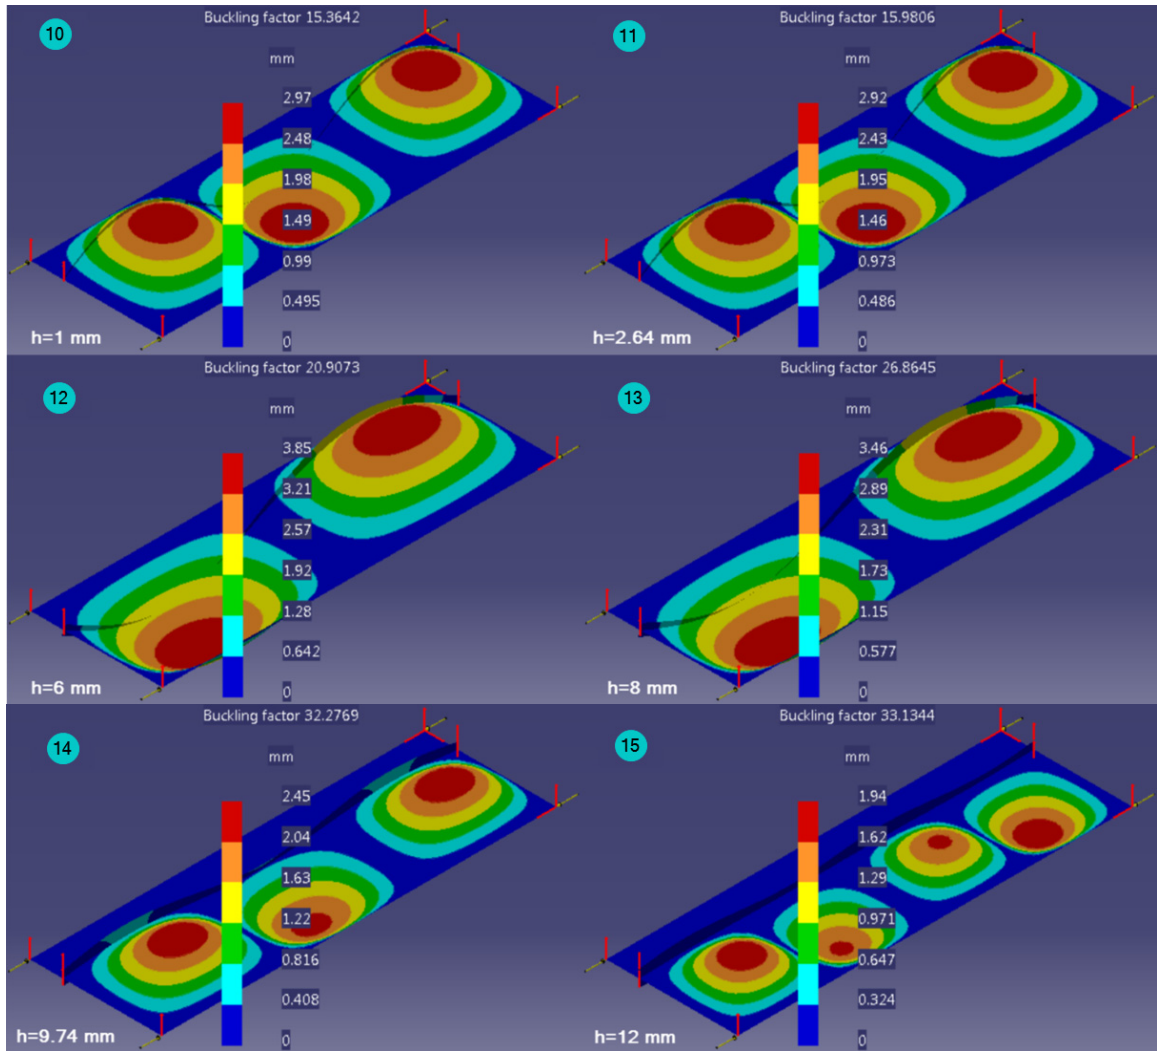 10
Buckling factor 15.3642
mm
2.97
2.48
1.98
1.49
0.99
0.495
0
h=1 mm
11
Buckling factor 15.9806
mm
2.92
2.43
1.95
1.46
0.973
0.486
0
h=2.64 mm
12
Buckling factor 20.9073
mm
3.85
3.21
2.57
1.92
1.28
0.642
0
h=6 mm
13
Buckling factor 26.8645
mm
3.46
2.89
2.31
1.73
1.15
0.577
0
h=8 mm
14
Buckling factor 32.2769
mm
2.45
2.04
1.63
1.22
0.816
0.408
0
h=9.74 mm
15
Buckling factor 33.1344
mm
1.94
1.62
1.29
0.971
0.647
0.324
0
h=12 mm